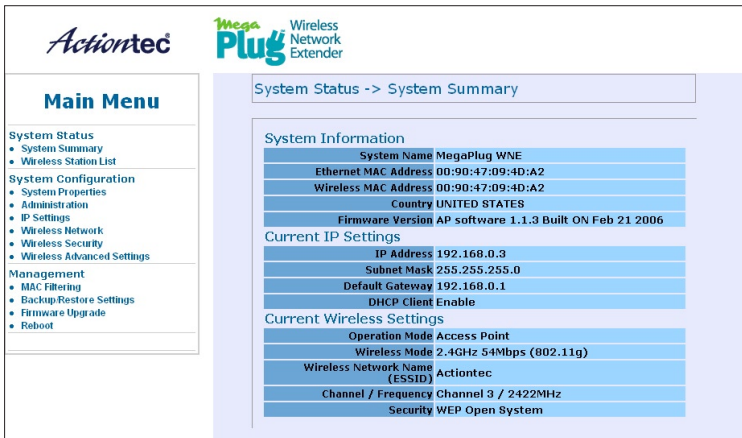 Actiontec
Mega Plug Wireless Network Extender
Main Menu
System Status
System Summary
Wireless Station List
System Configuration
System Properties
Administration
IP Settings
Wireless Network
Wireless Security
Wireless Advanced Settings
Management
MAC Filtering
Backup/Restore Settings
Firmware Upgrade
Reboot
System Status -> System Summary
System Information
System Name MegaPlug WNE
Ethernet MAC Address 00:90:47:09:4D:A2
Wireless MAC Address 00:90:47:09:4D:A2
Country UNITED STATES
Firmware Version AP software 1.1.3 Built ON Feb 21 2006
Current IP Settings
IP Address 192.168.0.3
Subnet Mask 255.255.255.0
Default Gateway 192.168.0.1
DHCP Client Enable
Current Wireless Settings
Operation Mode Access Point
Wireless Mode 2.4GHz 54Mbps (802.11g)
Wireless Network Name (ESSID) Actiontec
Channel / Frequency Channel 3 / 2422MHz
Security WEP Open System